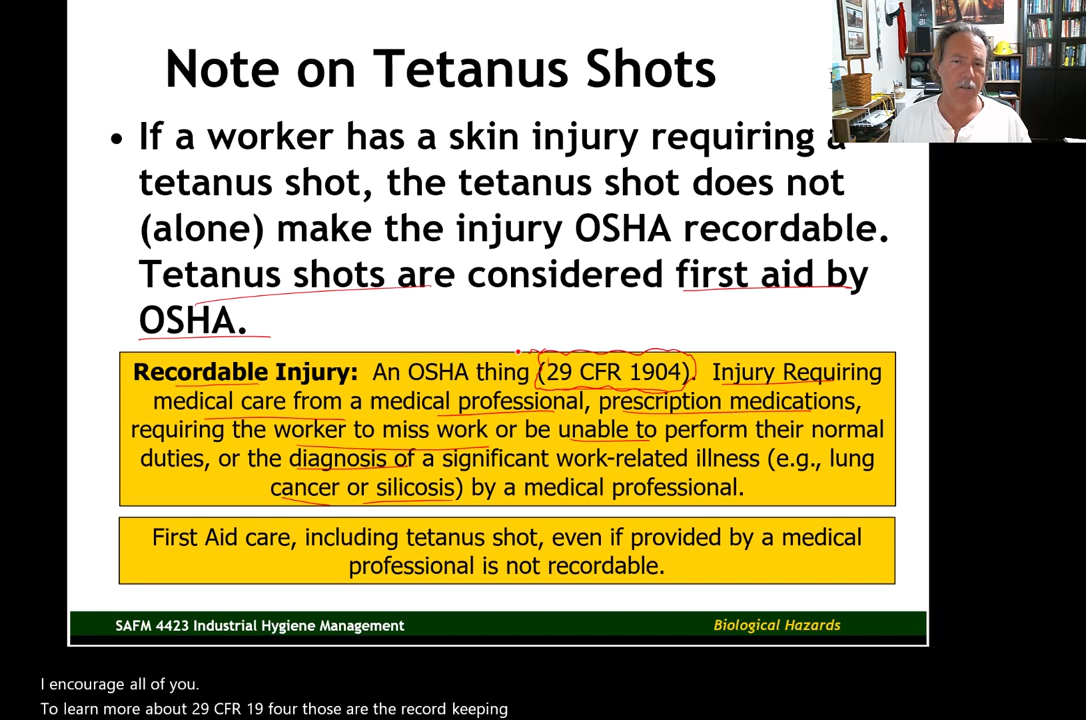 Note on Tetanus Shots
• If a worker has a skin injury requiring a
tetanus shot, the tetanus shot does not
(alone) make the injury OSHA recordable.
Tetanus shots are considered first aid by
OSHA.
Recordable Injury: An OSHA thing (29 CFR 1904). Injury Requiring
medical care from a medical professional, prescription medications,
requiring the worker to miss work or be unable to perform their normal
duties, or the diagnosis of a significant work-related illness (e.g., lung
cancer or silicosis) by a medical professional.
First Aid care, including tetanus shot, even if provided by a medical
professional is not recordable.
SAFM 4423 Industrial Hygiene Management
Biological Hazards
I encourage all of you.
To learn more about 29 CFR 19 four those are the record keeping